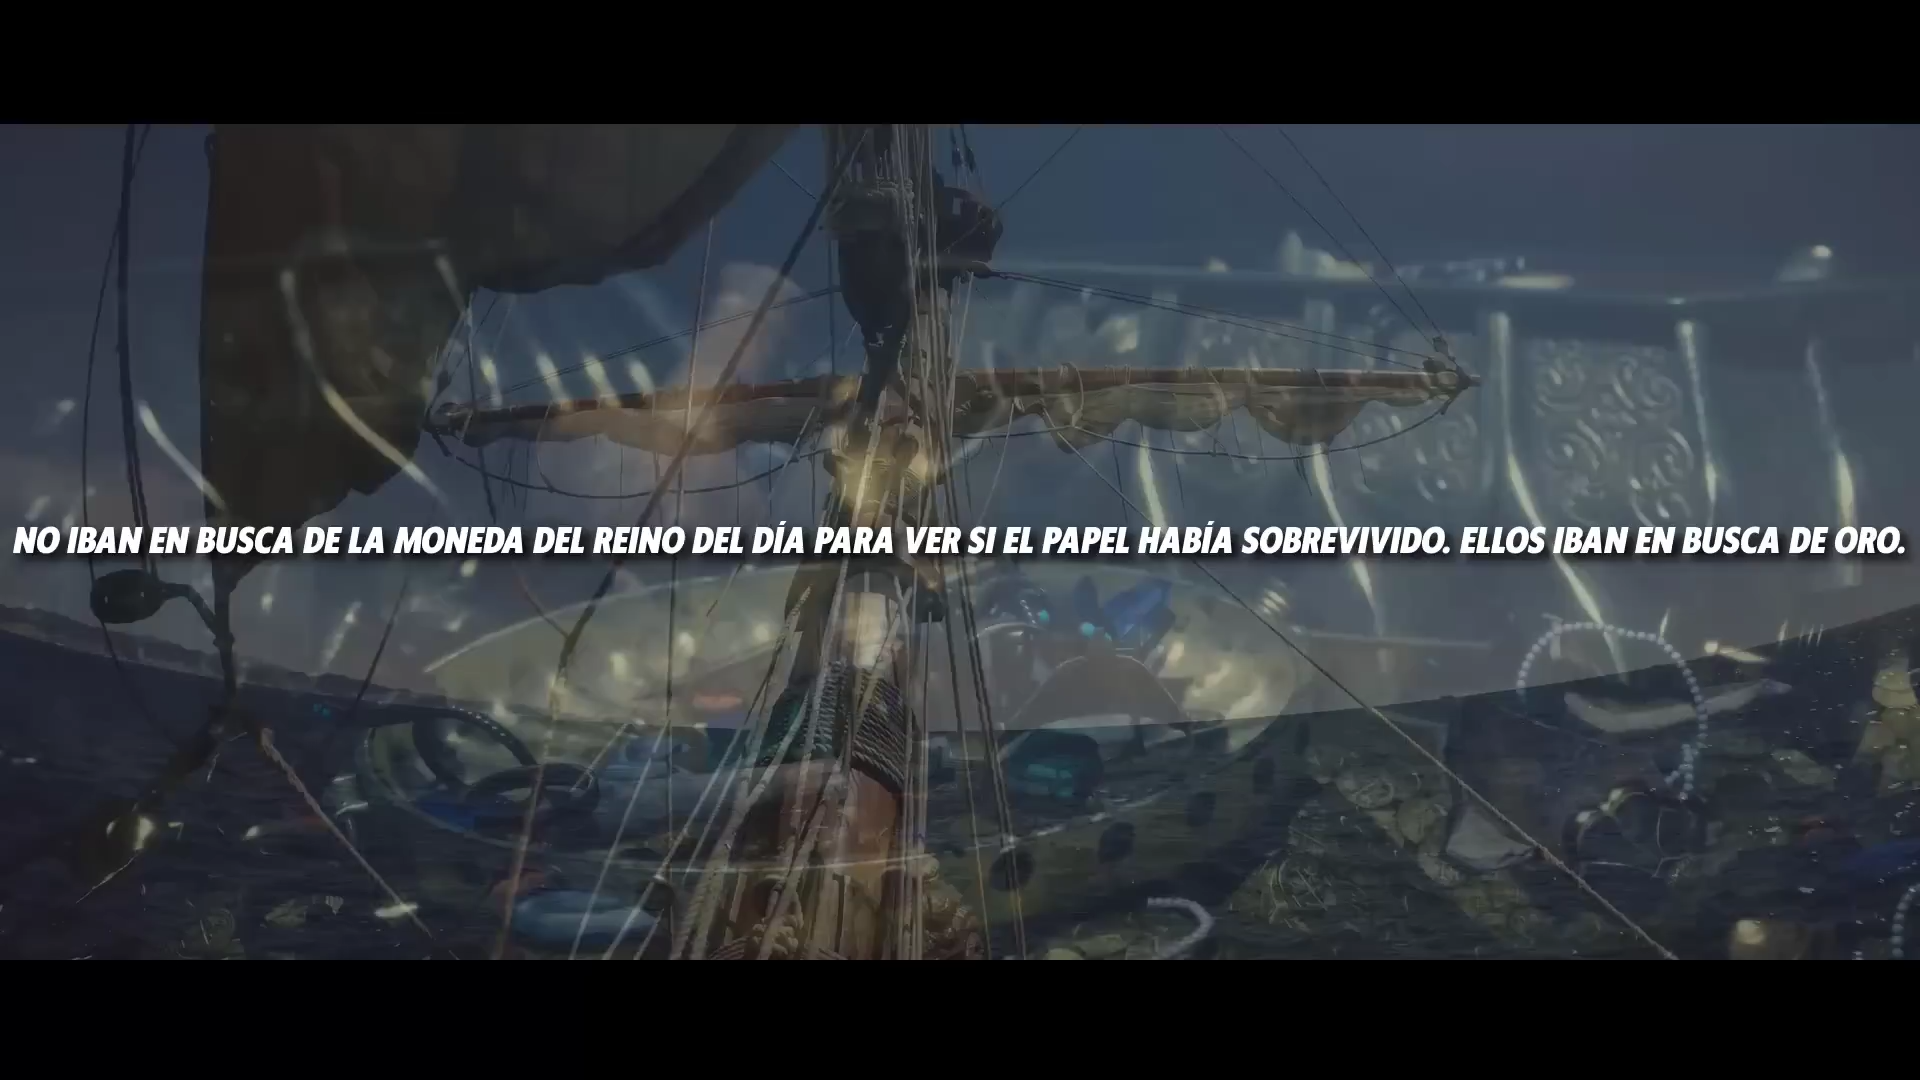 NO IBAN EN BUSCA DE LA MONEDA DEL REINO DEL DÍA PARA VER SI EL PAPEL HABÍA SOBREVIVIDO. ELLOS IBAN EN BUSCA DE ORO.